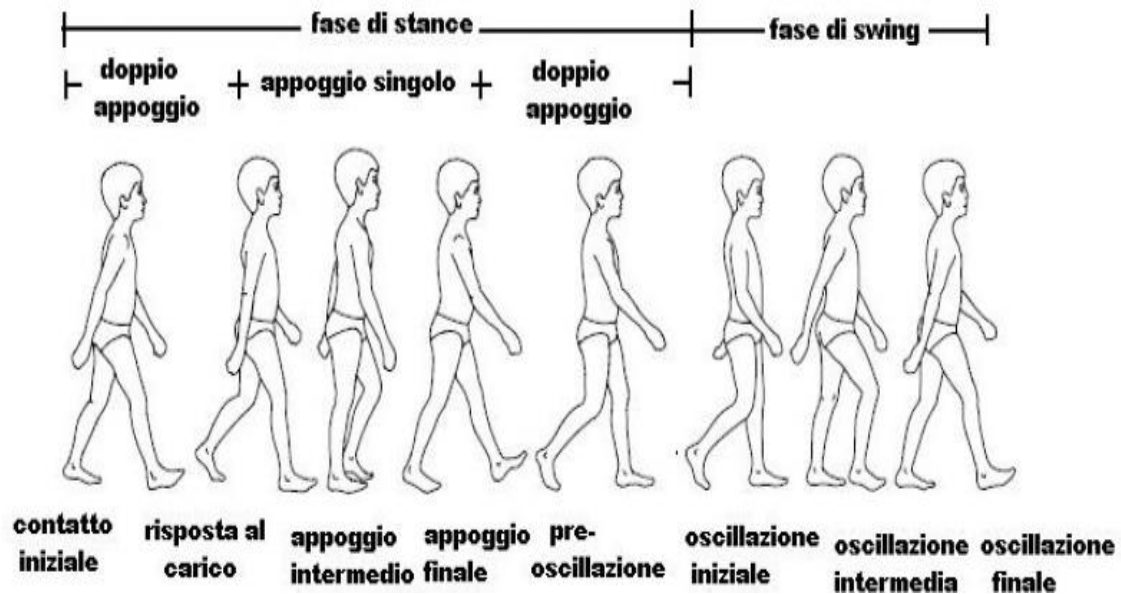 fase di stance
fase di swing
doppio
appoggio
appoggio singolo
doppio
appoggio
contatto
iniziale
risposta al
carico
appoggio
intermedio
appoggio
finale
pre-
oscillazione
oscillazione
iniziale
oscillazione
intermedia
oscillazione
finale